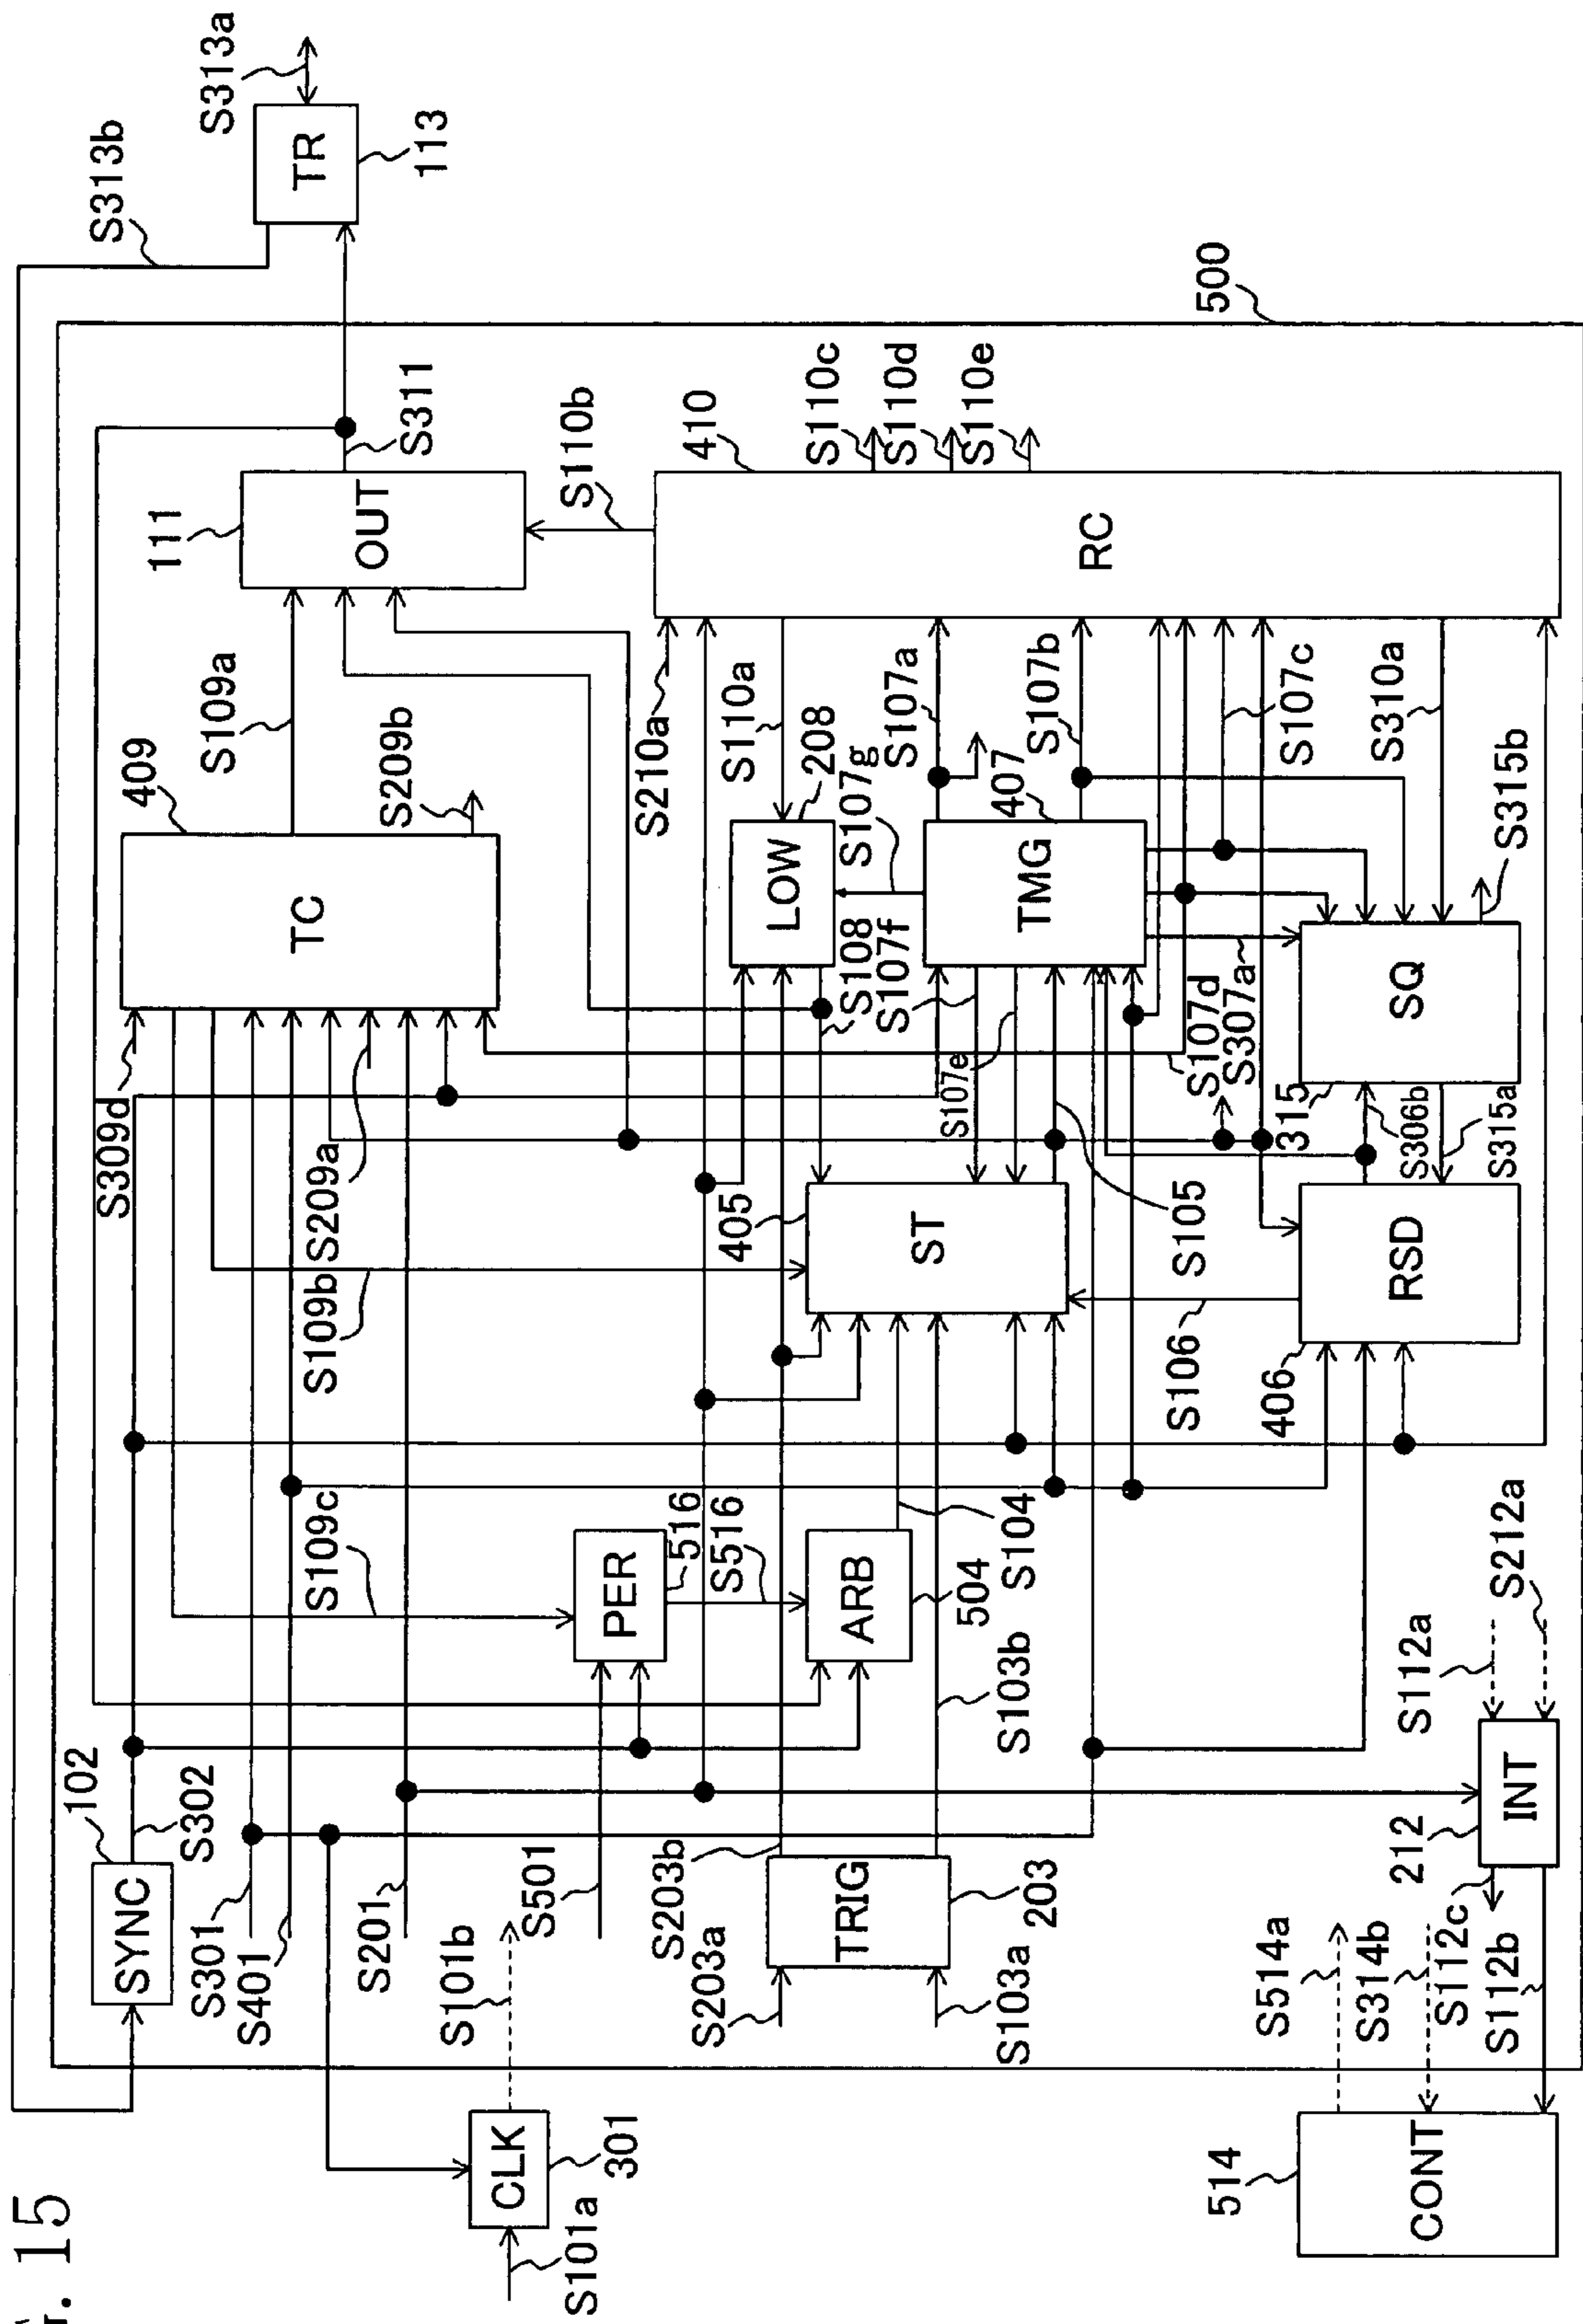 G. 15
S313b
S313a
TR
113
500
S311
111
OUT
S110b
410
S110c
S110d
S110e
RC
S109a
409
S209b
TC
S210a
S110a
208
S107g
LOW
S107a
407
TMG
S107b
S107c
S310a
S315b
S108
S107f
S107e
S107d
S307a
SQ
315
S306b
S315a
S309d
S209a
S109b
405
ST
S105
S106
406
RSD
S109c
PER
516
S516
ARB
504
S104
S103b
S112a
S212a
102
S302
SYNC
S301
S401
S201
S501
S101b
S203b
S203a
TRIG
203
S103a
212
INT
S514a
S314b
S112c
S112b
CLK
301
S101a
514
CONT